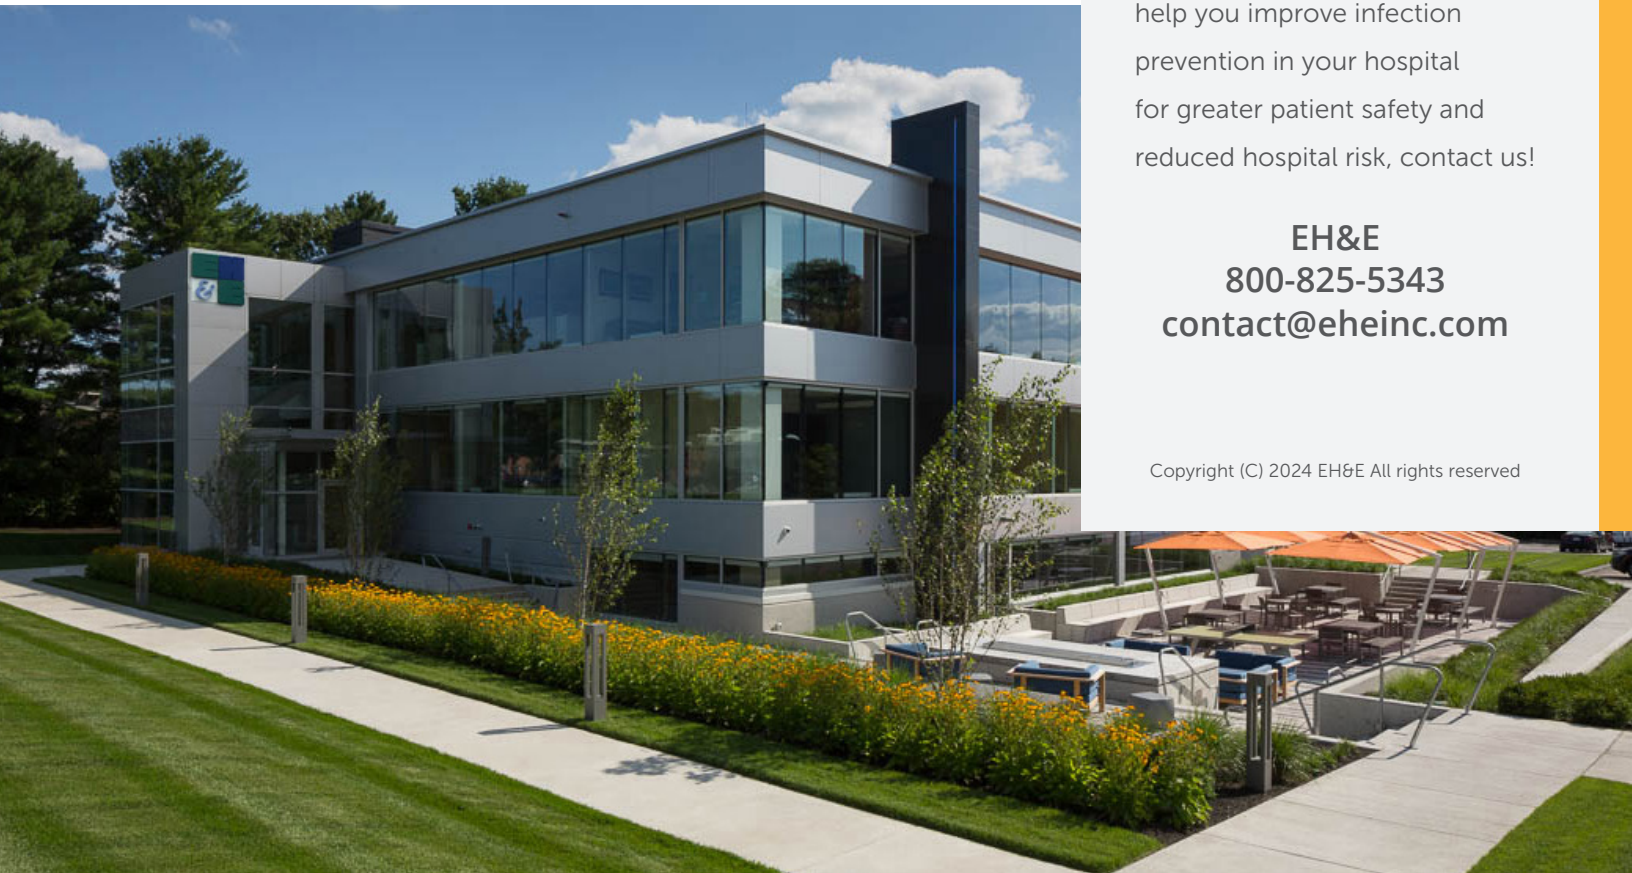 help you improve infection
prevention in your hospital
for greater patient safety and
reduced hospital risk, contact us!
EH&E
800-825-5343
contact@eheinc.com
Copyright (C) 2024 EH&E All rights reserved
EH
&E